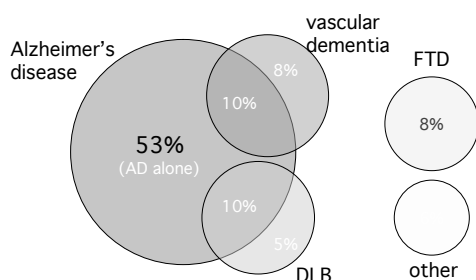 Alzheimer's
disease
vascular
dementia
FTD
8%
10%
8%
53%
(AD alone)
10%
5%
DLB
other